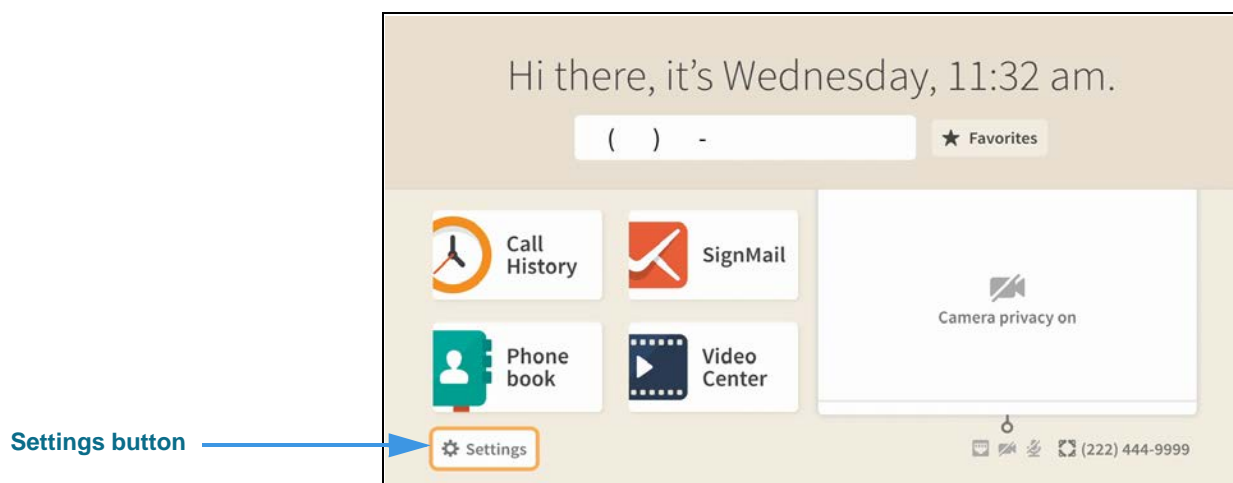 Hi there, it's Wednesday, 11:32 am.
( ) -
★ Favorites
Call
History
SignMail
Camera privacy on
Phone
book
Video
Center
Settings button
Settings
(222) 444-9999